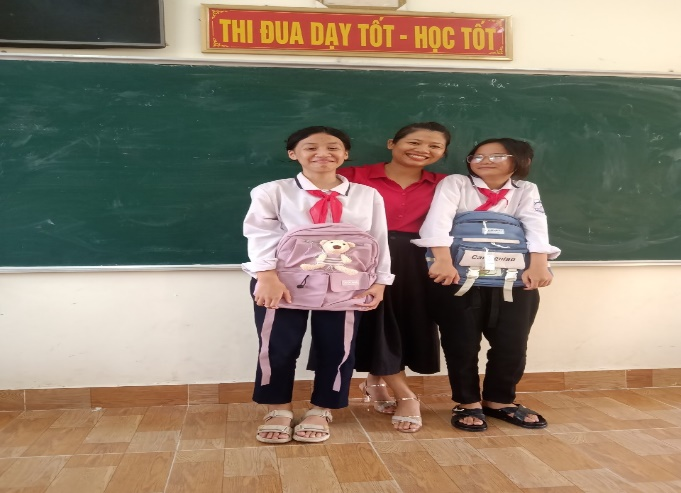 THI ĐUA DẠY TỐT - HỌC TỐT